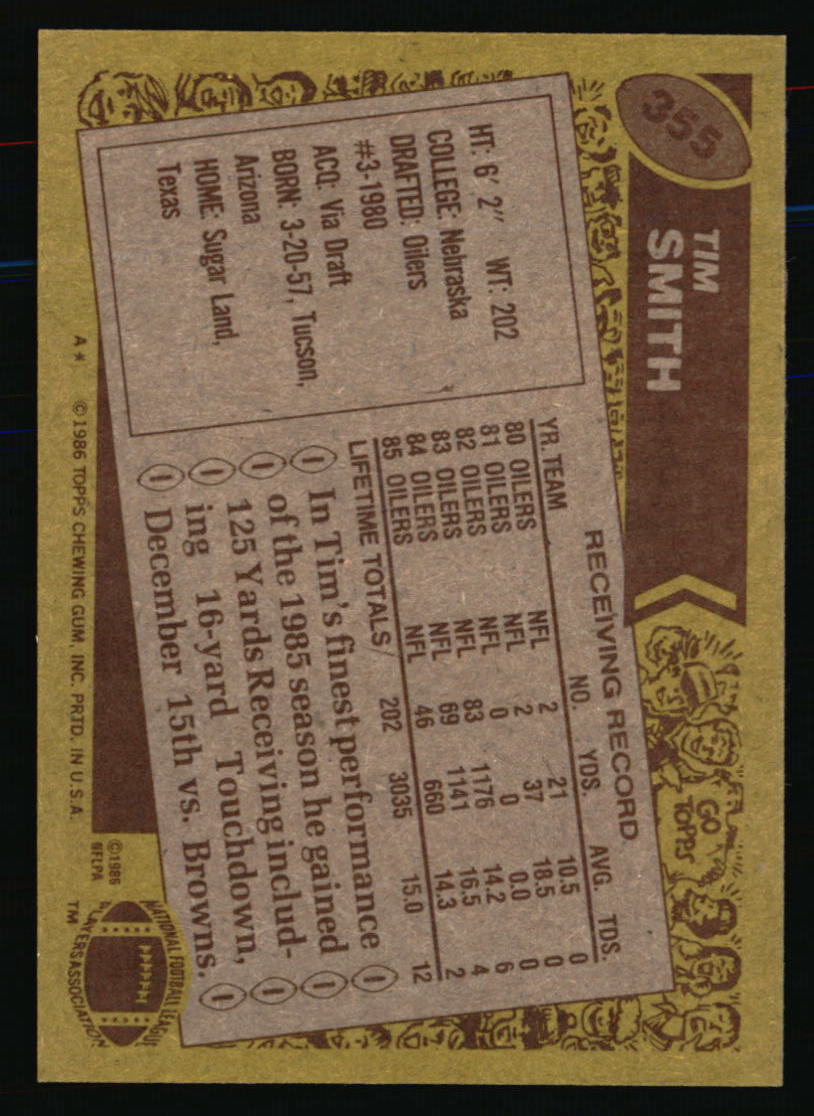 355
TIM
SMITH
HT: 6' 2" WT: 202
COLLEGE: Nebraska
DRAFTED: Oilers
#3-1980
ACQ: Via Draft
BORN: 3-20-57, Tucson,
Arizona
HOME: Sugar Land,
Texas
RECEIVING RECORD
YR. TEAM NO. YDS. AVG. TDS.
80 OILERS NFL 2 21 10.5 0
81 OILERS NFL 2 37 18.5 0
82 OILERS NFL 0 0 0.0 0
83 OILERS NFL 83 1176 14.2 6
84 OILERS NFL 69 1141 16.5 4
85 OILERS NFL 46 660 14.3 2
LIFETIME TOTALS 202 3035 15.0 12
In Tim's finest performance
of the 1985 season he gained
125 Yards Receiving includ-
ing 16-yard Touchdown,
December 15th vs. Browns.
GO
TOPPS
A* ©1986 TOPPS CHEWING GUM, INC. PRTD. IN U.S.A.
©1986
NFLPA
NATIONAL FOOTBALL LEAGUE
PLAYERS ASSOCIATION
TM